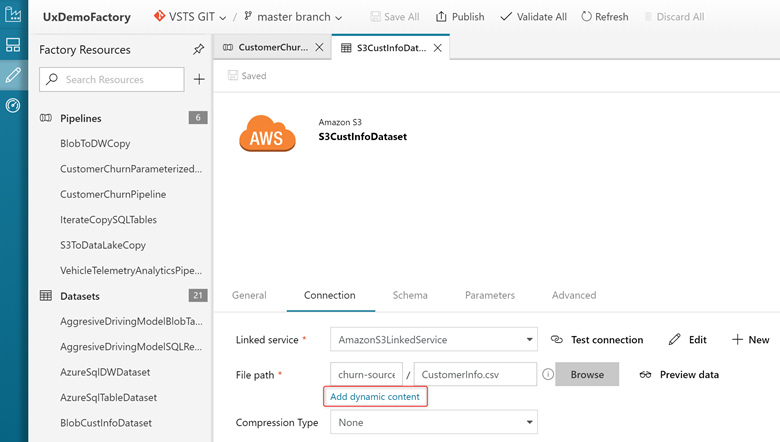 UxDemoFactory VSTS GIT / master branch Save All Publish Validate All Refresh Discard All
Factory Resources
CustomerChur... S3CustInfoDat...
Search Resources
Saved
Pipelines 6
BlobToDWCopy
CustomerChurnParameterized...
CustomerChurnPipeline
IterateCopySQLTables
S3ToDataLakeCopy
VehicleTelemetryAnalyticsPipe...
Datasets 21
AggresiveDrivingModelBlobTa...
AggresiveDrivingModelSQLRe...
AzureSqlDWDataset
AzureSqlTableDataset
BlobCustInfoDataset
AWS
Amazon S3
S3CustInfoDataset
General Connection Schema Parameters Advanced
Linked service * AmazonS3LinkedService Test connection Edit + New
File path * churn-source / CustomerInfo.csv Browse Preview data
Add dynamic content
Compression Type None